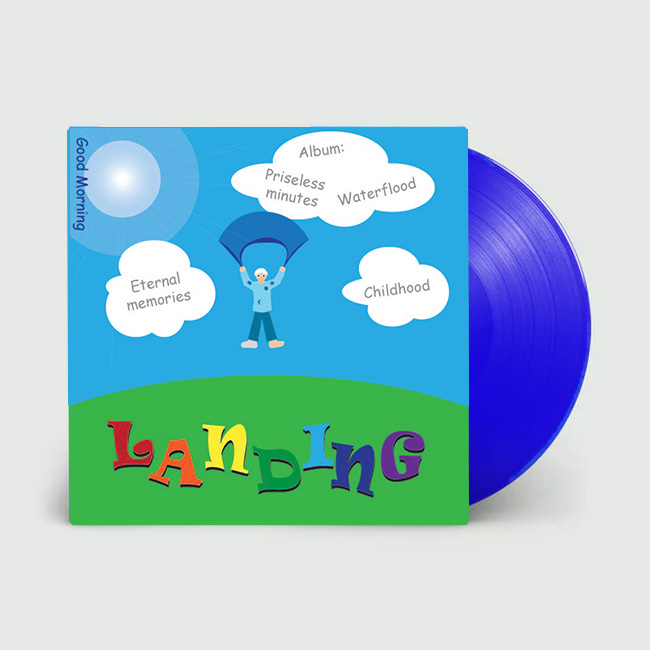 Good Morning
Album:
Priseless
minutes
Waterflood
Eternal
memories
Childhood
LANDING